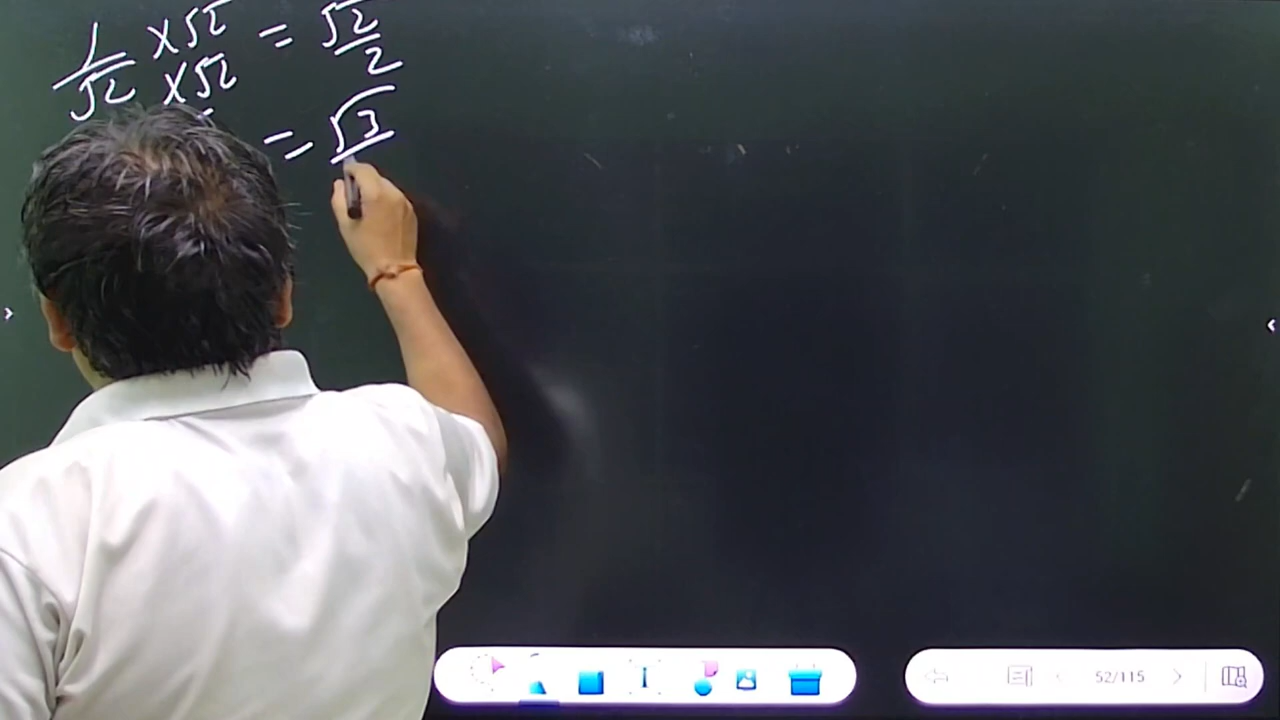 1/√2 ×√2/×√2 = √2/2
= √3
52/115